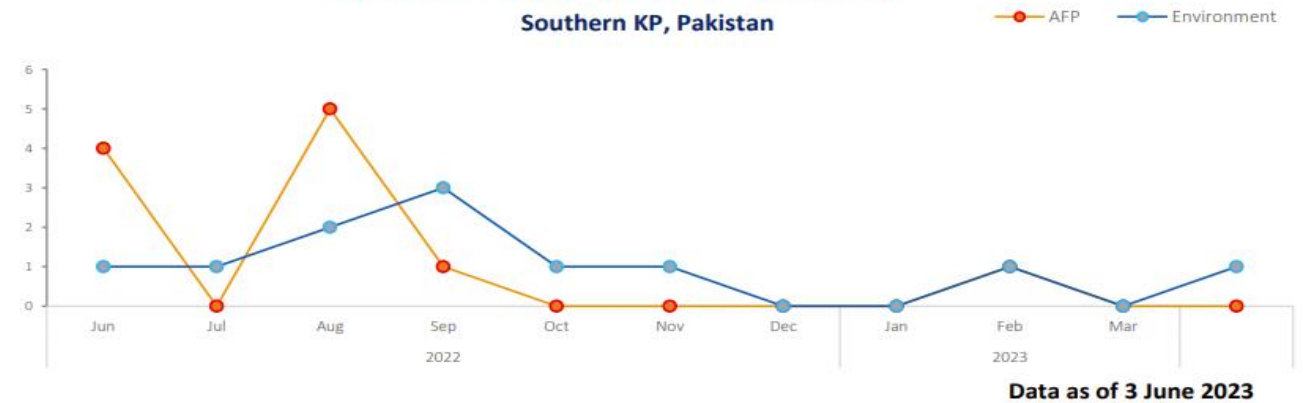 Southern KP, Pakistan
AFP Environment
6
5
4
3
2
1
0
Jun Jul Aug Sep Oct Nov Dec Jan Feb Mar
2022 2023
Data as of 3 June 2023